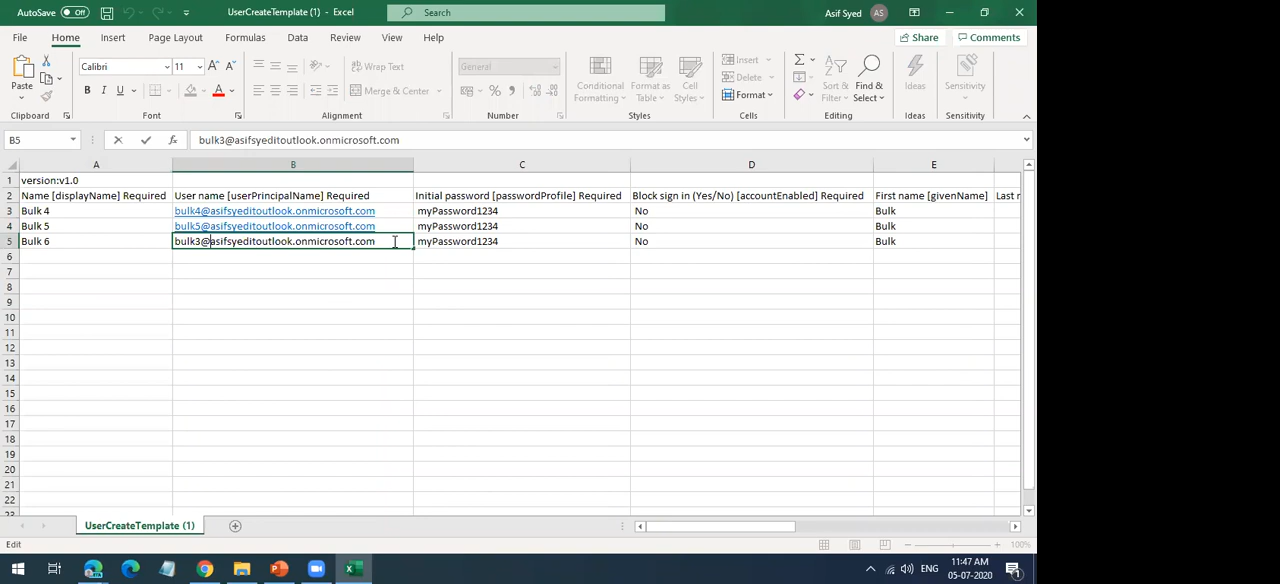 AutoSave Off UserCreateTemplate (1) - Excel Search Asif Syed AS
File Home Insert Page Layout Formulas Data Review View Help Share Comments
Paste Calibri 11 A A Wrap Text General Conditional Formatting Format as Table Cell Styles Insert Delete Format Sort & Filter Find & Select Ideas Sensitivity
B I U A Merge & Center % ,
Clipboard Font Alignment Number Styles Cells Editing Ideas Sensitivity
B5 fx bulk3@asifsyeditoutlook.onmicrosoft.com
A B C D E
1 version:v1.0
2 Name [displayName] Required User name [userPrincipalName] Required Initial password [passwordProfile] Required Block sign in (Yes/No) [accountEnabled] Required First name [givenName] Last
3 Bulk 4 bulk4@asifsyeditoutlook.onmicrosoft.com myPassword1234 No Bulk
4 Bulk 5 bulk5@asifsyeditoutlook.onmicrosoft.com myPassword1234 No Bulk
5 Bulk 6 bulk3@asifsyeditoutlook.onmicrosoft.com myPassword1234 No Bulk
6
7
8
9
10
11
12
13
14
15
16
17
18
19
20
21
22
23
UserCreateTemplate (1)
Edit 100%
ENG 11:47 AM
05-07-2020 1